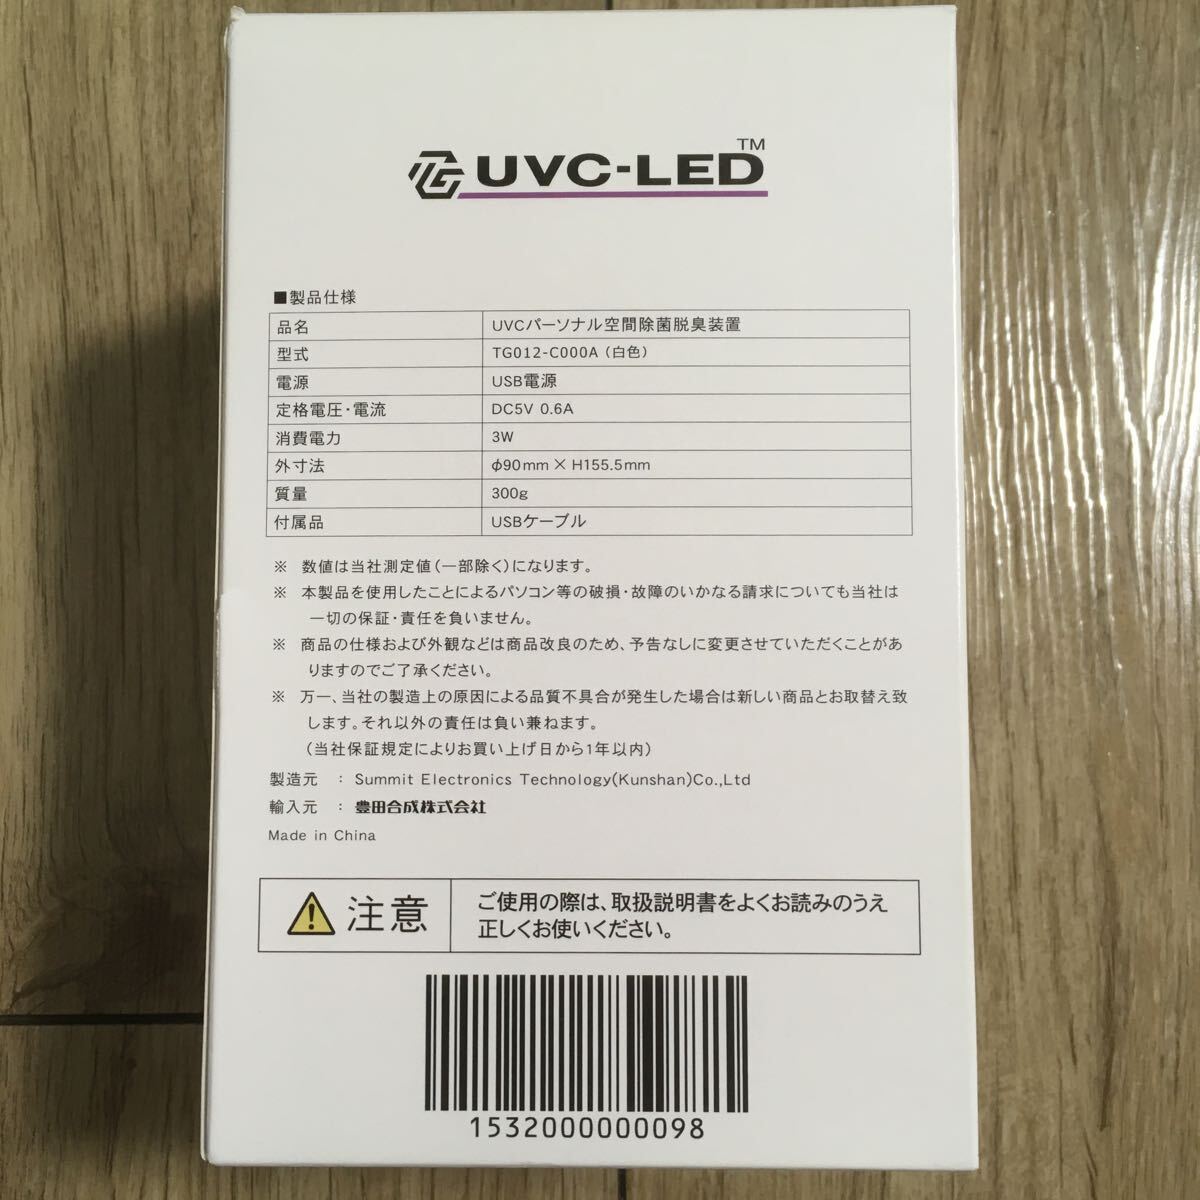 TG UVC-LED™
■製品仕様
品名 UVCパーソナル空間除菌脱臭装置
型式 TG012-C000A (白色)
電源 USB電源
定格電圧・電流 DC5V 0.6A
消費電力 3W
外寸法 φ90mm × H155.5mm
質量 300g
付属品 USBケーブル
※ 数値は当社測定値(一部除く)になります。
※ 本製品を使用したことによるパソコン等の破損・故障のいかなる請求についても当社は
一切の保証・責任を負いません。
※ 商品の仕様および外観などは商品改良のため、予告なしに変更させていただくことがあ
りますのでご了承ください。
※ 万一、当社の製造上の原因による品質不具合が発生した場合は新しい商品とお取替え致
します。それ以外の責任は負い兼ねます。
(当社保証規定によりお買い上げ日から1年以内)
製造元 : Summit Electronics Technology(Kunshan)Co.,Ltd
輸入元 : 豊田合成株式会社
Made in China
注意
ご使用の際は、取扱説明書をよくお読みのうえ
正しくお使いください。
1532000000098